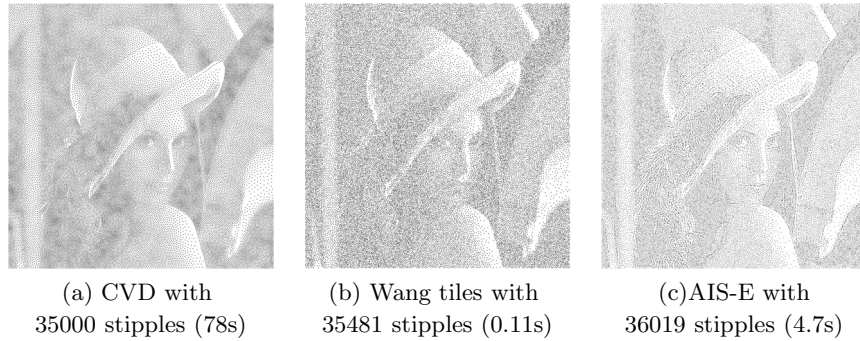 (a) CVD with
35000 stipples (78s)
(b) Wang tiles with
35481 stipples (0.11s)
(c)AIS-E with
36019 stipples (4.7s)